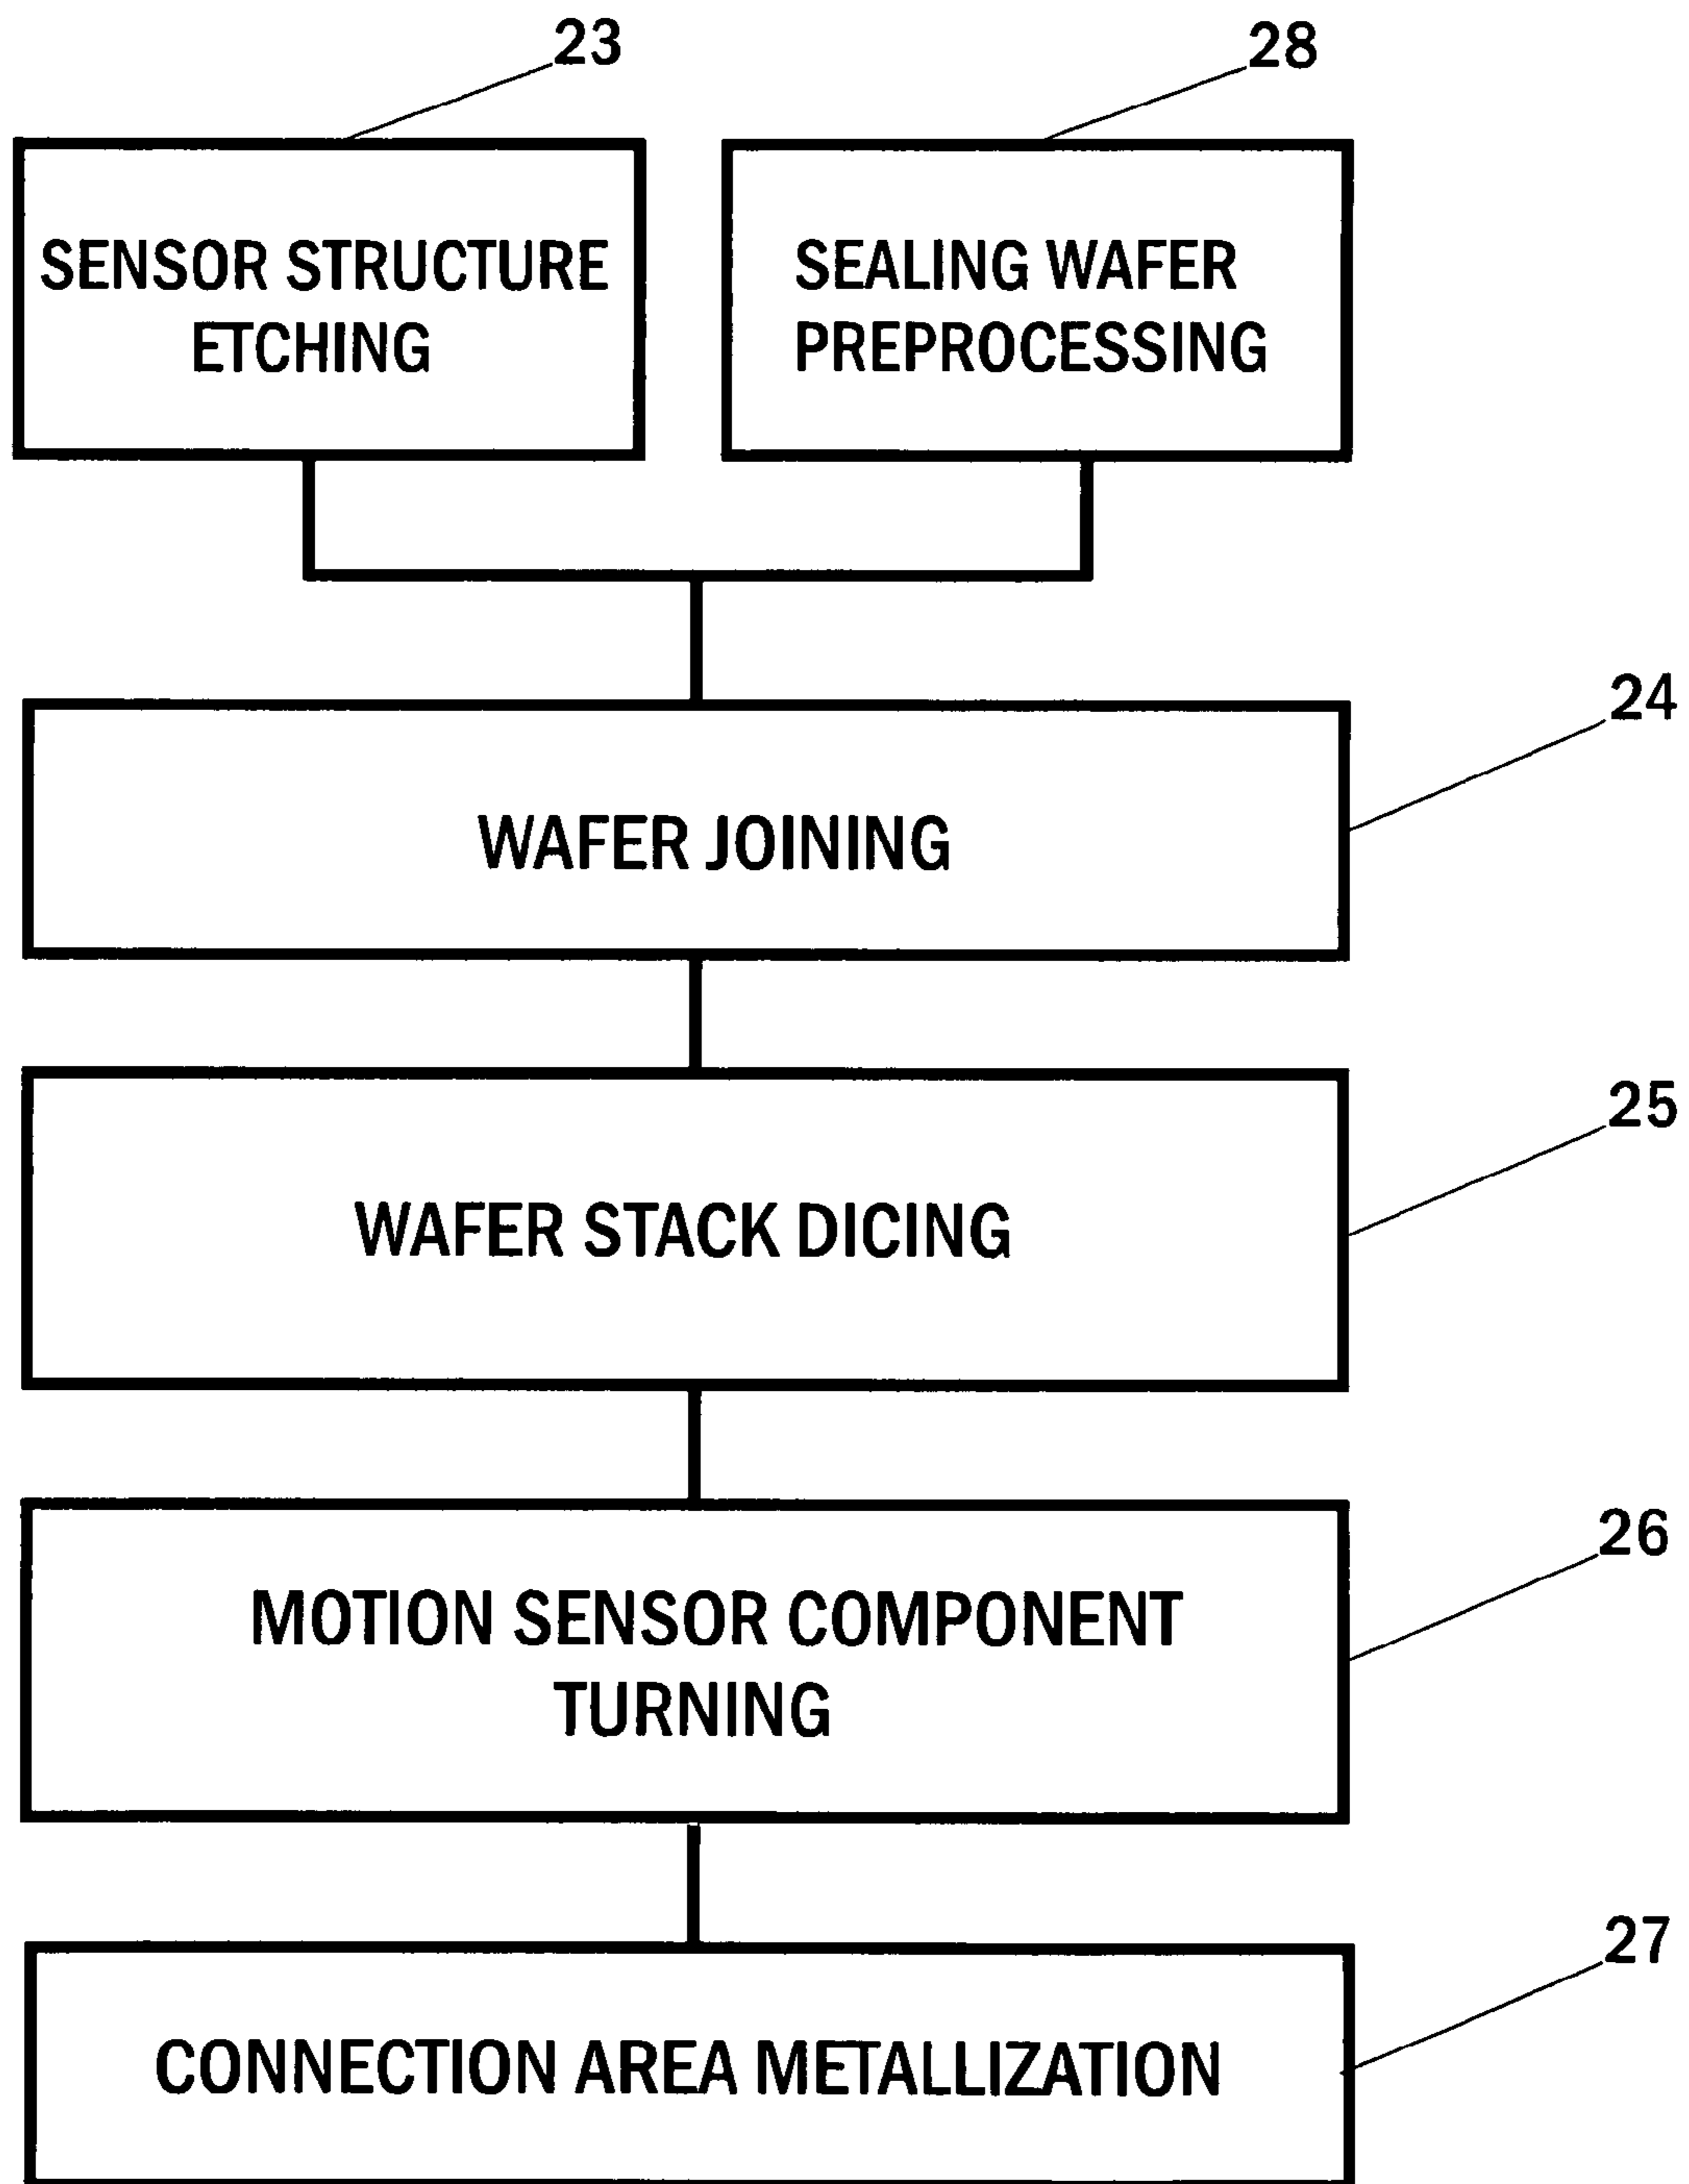 23
28
SENSOR STRUCTURE
ETCHING
SEALING WAFER
PREPROCESSING
24
WAFER JOINING
25
WAFER STACK DICING
26
MOTION SENSOR COMPONENT
TURNING
27
CONNECTION AREA METALLIZATION